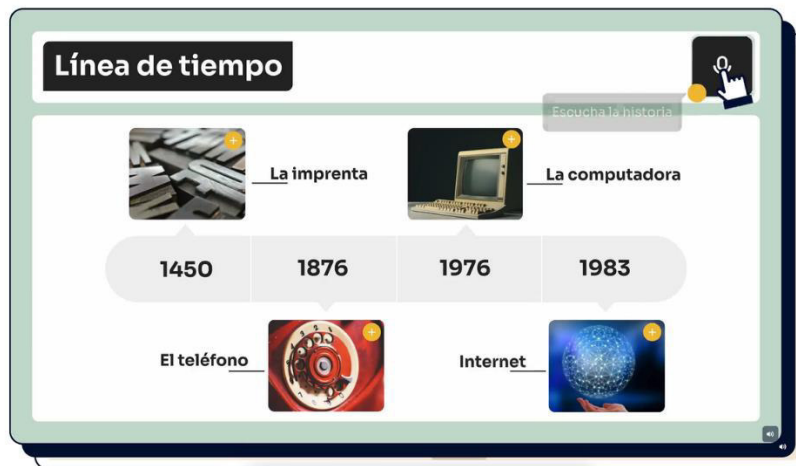 Línea de tiempo
Escucha la historia
La imprenta
La computadora
1450 1876 1976 1983
El teléfono
Internet